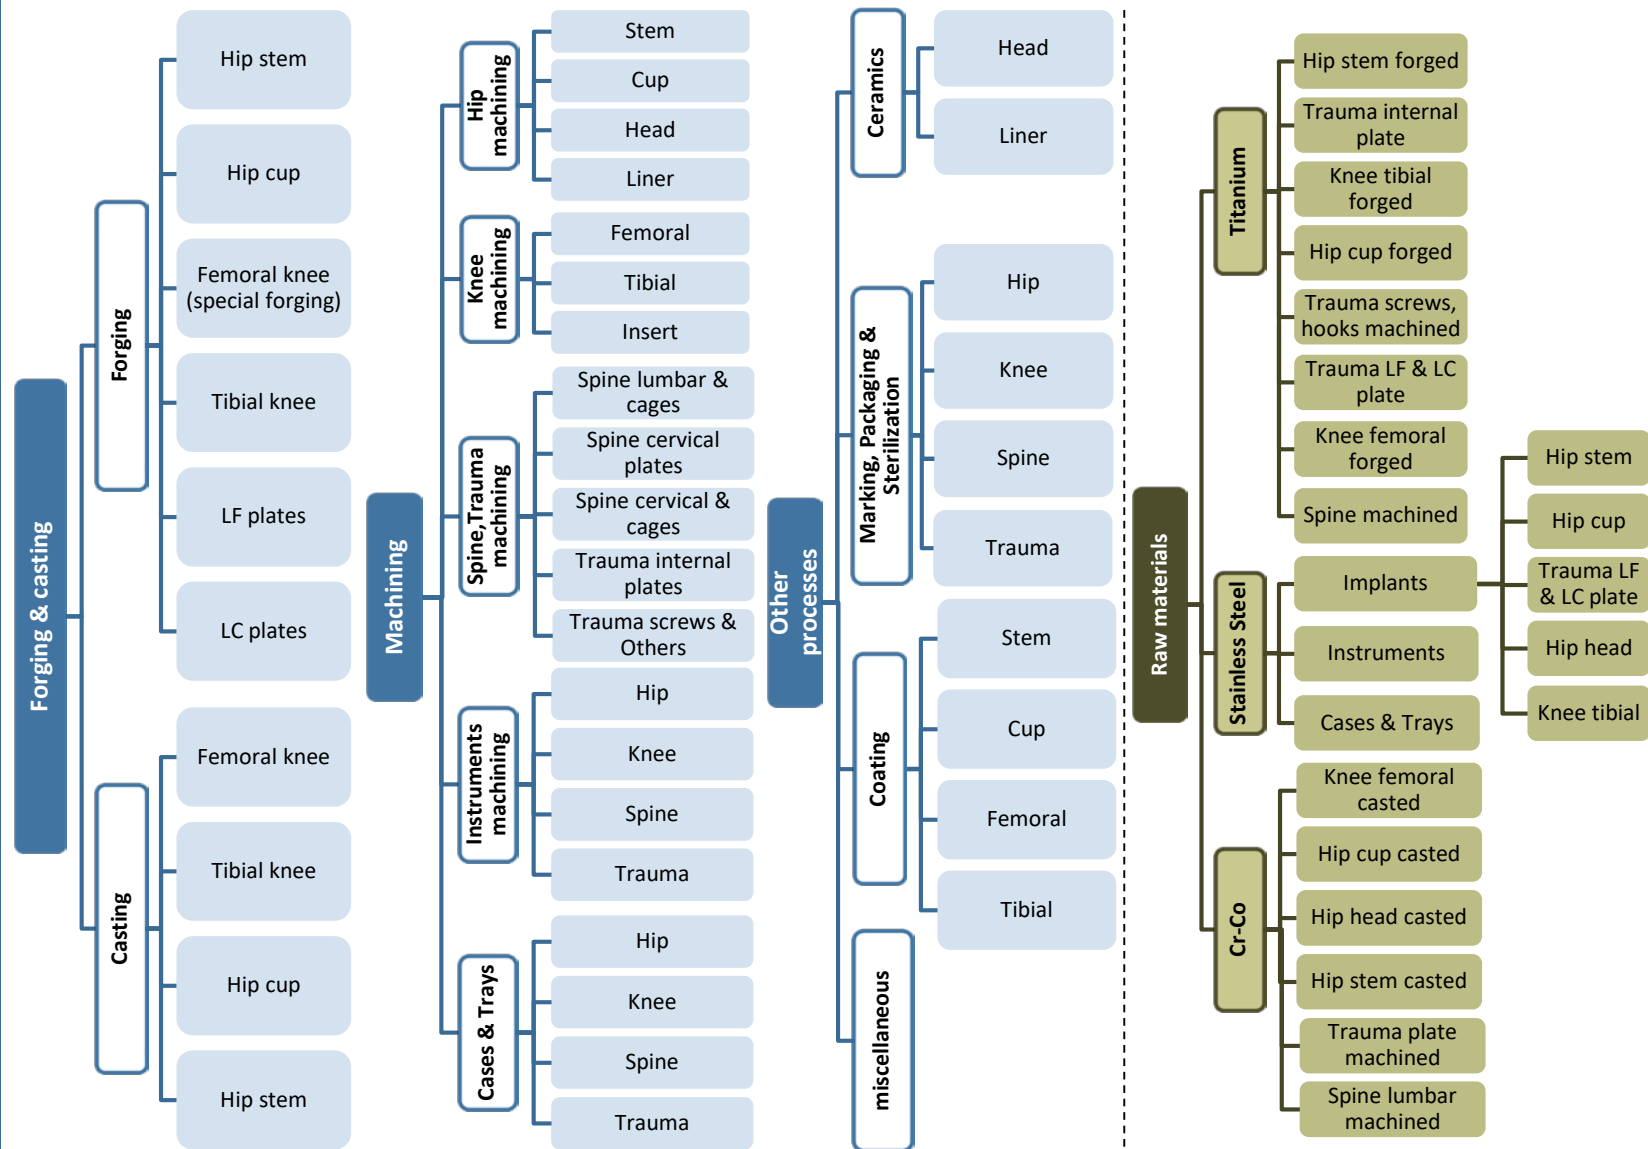 Forging & casting
Forging
Hip stem
Hip cup
Femoral knee
(special forging)
Tibial knee
LF plates
LC plates
Casting
Femoral knee
Tibial knee
Hip cup
Hip stem
Machining
Hip
machining
Stem
Cup
Head
Liner
Knee
machining
Femoral
Tibial
Insert
Spine,Trauma
machining
Spine lumbar &
cages
Spine cervical
plates
Spine cervical &
cages
Trauma internal
plates
Trauma screws &
Others
Instruments
machining
Hip
Knee
Spine
Trauma
Cases & Trays
Hip
Knee
Spine
Trauma
Other
processes
Ceramics
Head
Liner
Marking, Packaging &
Sterilization
Hip
Knee
Spine
Trauma
Coating
Stem
Cup
Femoral
Tibial
miscellaneous
Raw materials
Titanium
Hip stem forged
Trauma internal
plate
Knee tibial
forged
Hip cup forged
Trauma screws,
hooks machined
Trauma LF & LC
plate
Knee femoral
forged
Spine machined
Stainless Steel
Implants
Hip stem
Hip cup
Trauma LF
& LC plate
Hip head
Knee tibial
Instruments
Cases & Trays
Cr-Co
Knee femoral
casted
Hip cup casted
Hip head casted
Hip stem casted
Trauma plate
machined
Spine lumbar
machined